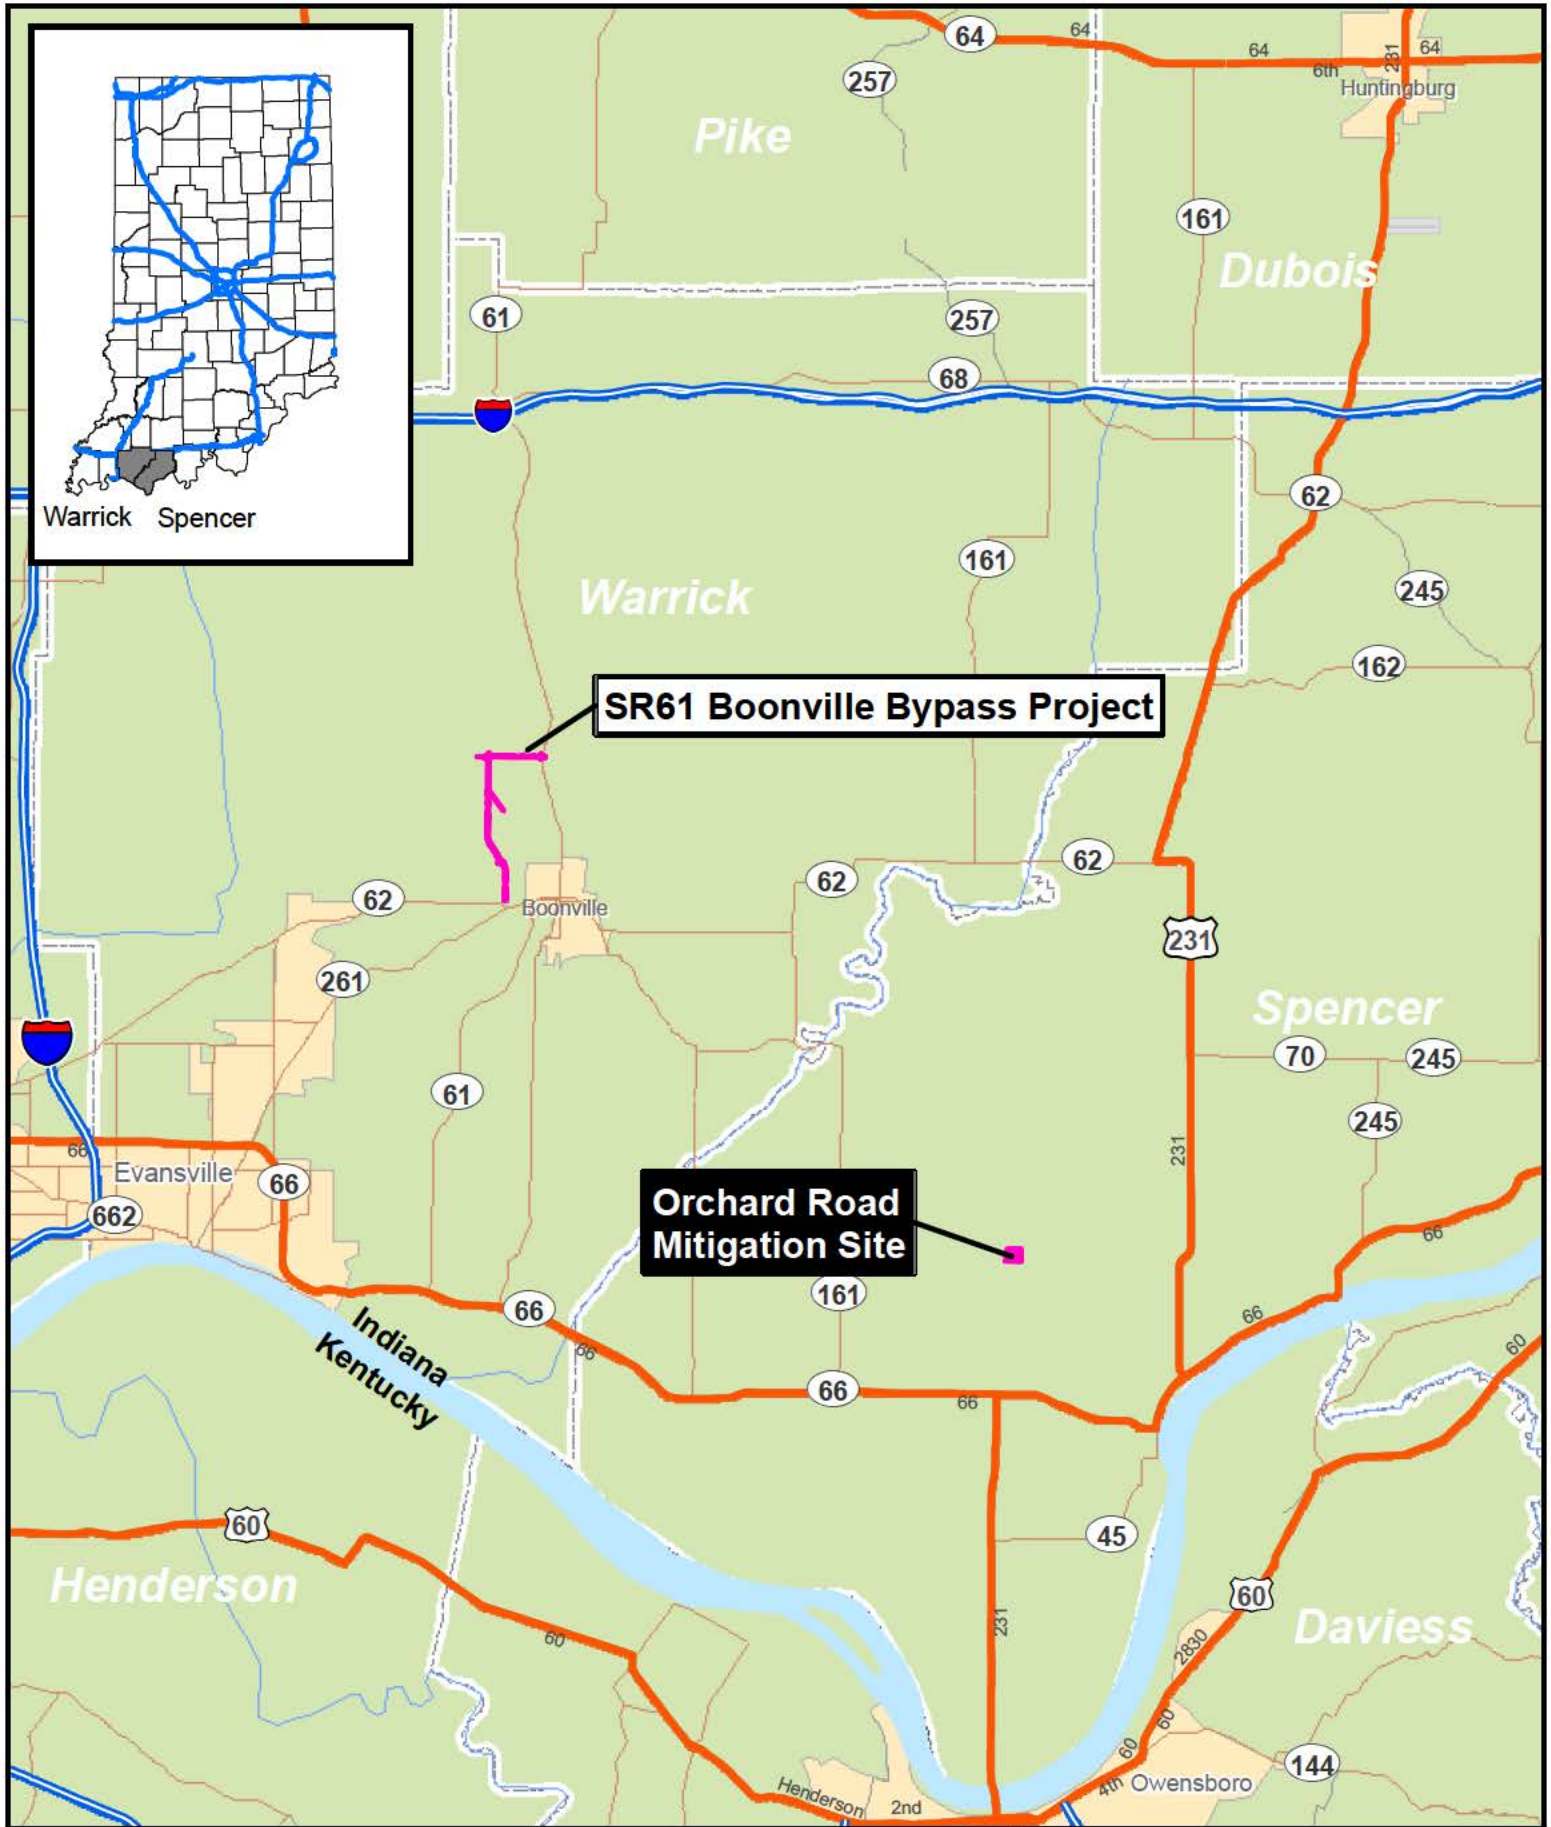 64
64
64
6th
231
64
Huntingburg
257
Pike
161
Dubois
61
257
68
Warrick Spencer
62
161
245
Warrick
162
SR61 Boonville Bypass Project
62
62
62
Boonville
231
261
Spencer
70
245
61
245
66
Evansville
231
66
662
Orchard Road
Mitigation Site
66
161
66
66
60
Indiana
Kentucky
66
66
66
60
45
Henderson
60
231
60
2830
Daviess
60
60
4th
Owensboro
144
Henderson
2nd